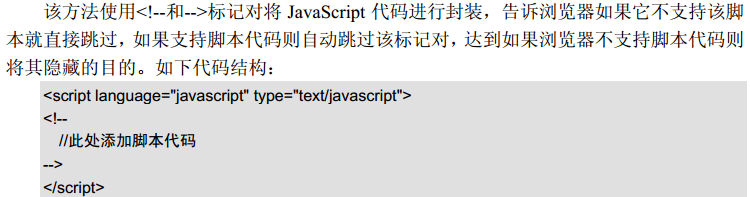 该方法使用<!--和-->标记对将 JavaScript 代码进行封装，告诉浏览器如果它不支持该脚
本就直接跳过，如果支持脚本代码则自动跳过该标记对，达到如果浏览器不支持脚本代码则
将其隐藏的目的。如下代码结构：
<script language="javascript" type="text/javascript">
<!--
//此处添加脚本代码
-->
</script>